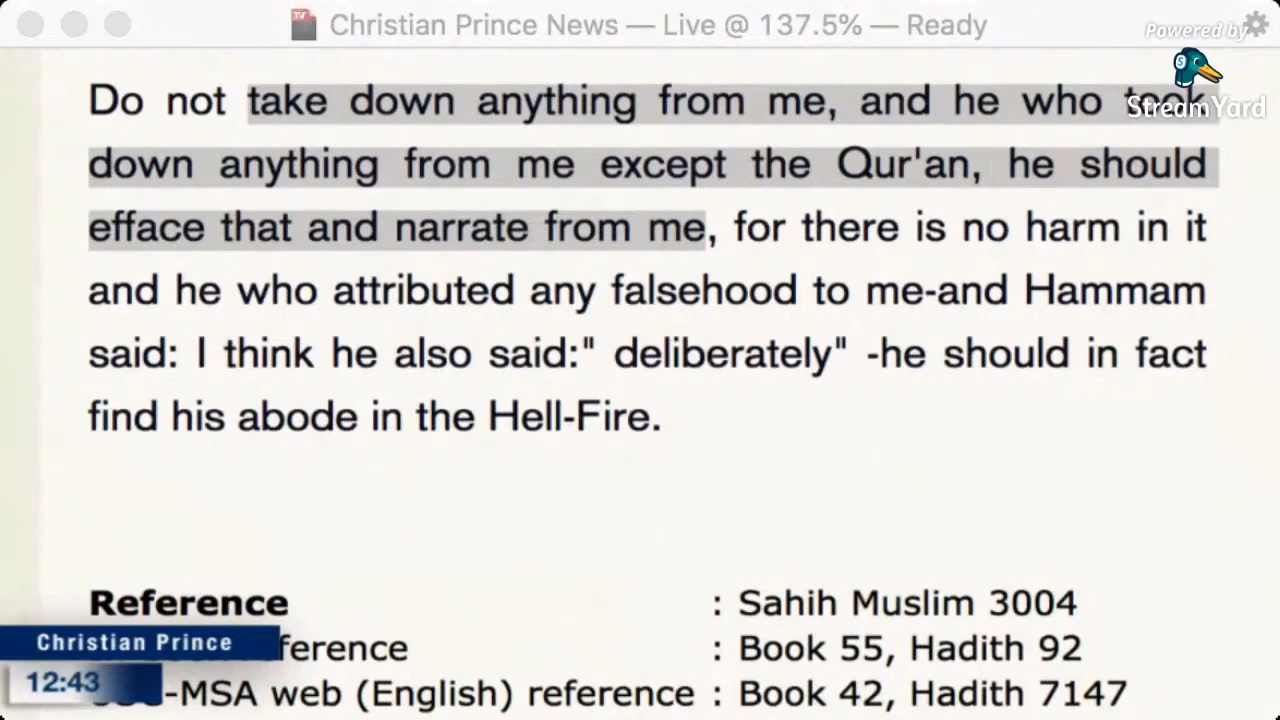 Christian Prince News — Live @ 137.5% — Ready
Powered by
StreamYard
Do not take down anything from me, and he who took
down anything from me except the Qur'an, he should
efface that and narrate from me, for there is no harm in it
and he who attributed any falsehood to me-and Hammam
said: I think he also said:" deliberately" -he should in fact
find his abode in the Hell-Fire.
Reference : Sahih Muslim 3004
: Book 55, Hadith 92
-MSA web (English) reference : Book 42, Hadith 7147
Christian Prince
12:43